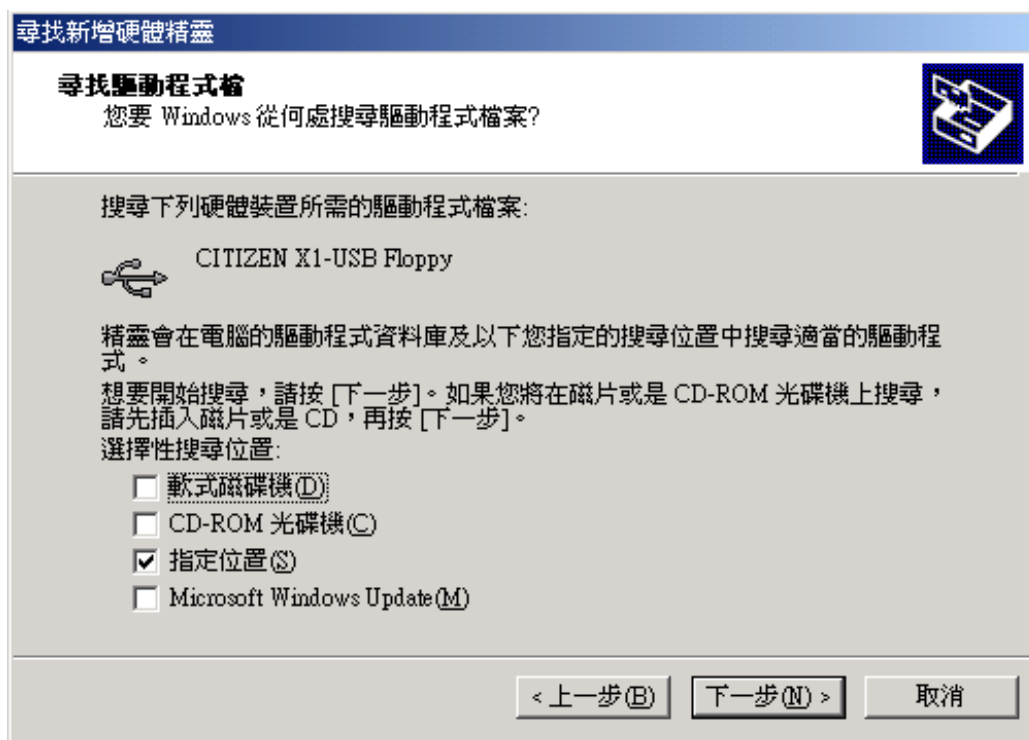 尋找新增硬體精靈
尋找驅動程式檔
您要 Windows 從何處搜尋驅動程式檔案?
搜尋下列硬體裝置所需的驅動程式檔案:
CITIZEN X1-USB Floppy
精靈會在電腦的驅動程式資料庫及以下您指定的搜尋位置中搜尋適當的驅動程
式。
想要開始搜尋，請按 [下一步]。如果您將在磁片或是 CD-ROM 光碟機上搜尋，
請先插入磁片或是 CD，再按 [下一步]。
選擇性搜尋位置:
軟式磁碟機(D)
CD-ROM 光碟機(C)
指定位置(S)
Microsoft Windows Update(M)
< 上一步(B) 下一步(N) > 取消